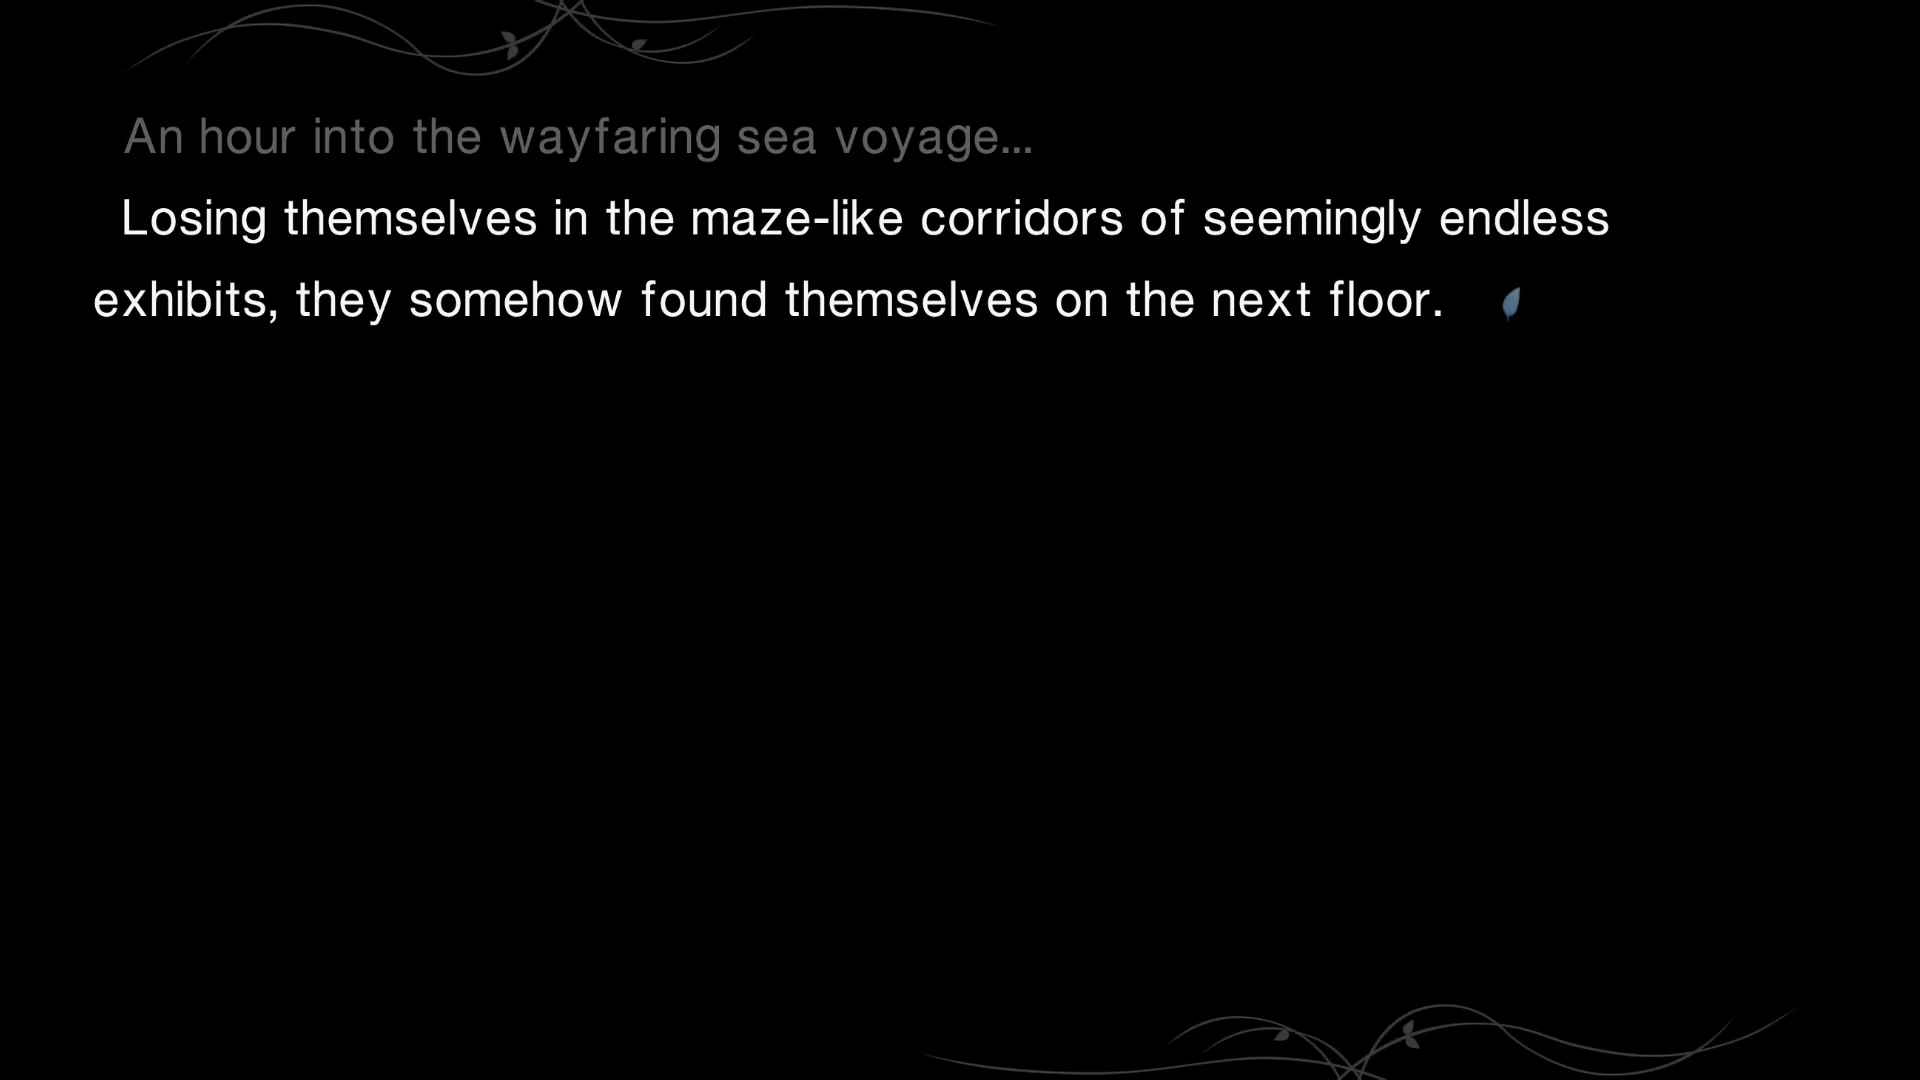 An hour into the wayfaring sea voyage...
Losing themselves in the maze-like corridors of seemingly endless
exhibits, they somehow found themselves on the next floor.